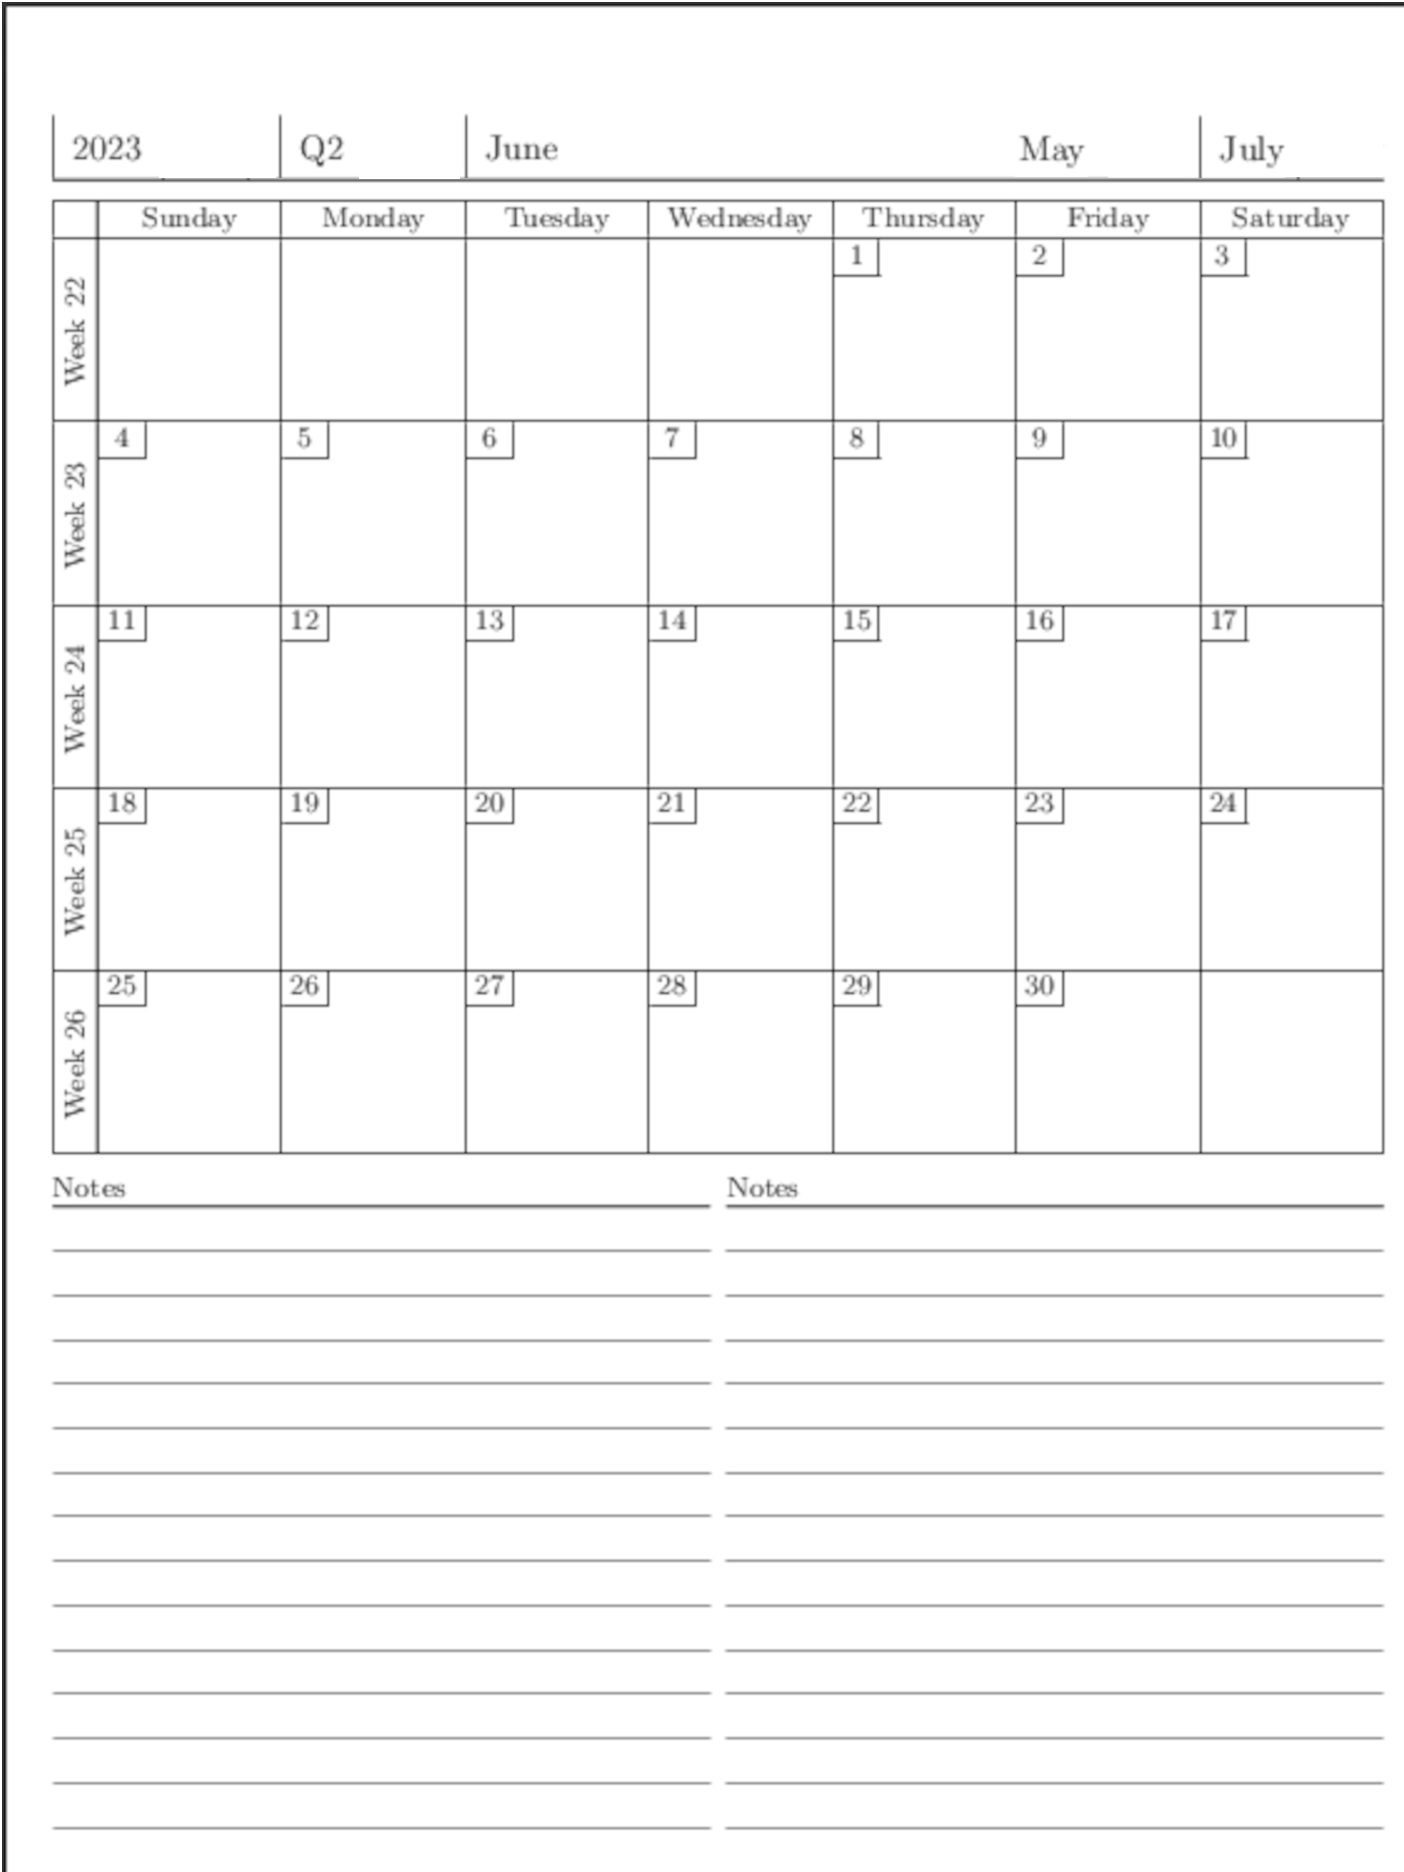 2023 Q2 June May July
Sunday Monday Tuesday Wednesday Thursday Friday Saturday
Week 22 1 2 3
Week 23 4 5 6 7 8 9 10
Week 24 11 12 13 14 15 16 17
Week 25 18 19 20 21 22 23 24
Week 26 25 26 27 28 29 30
Notes Notes